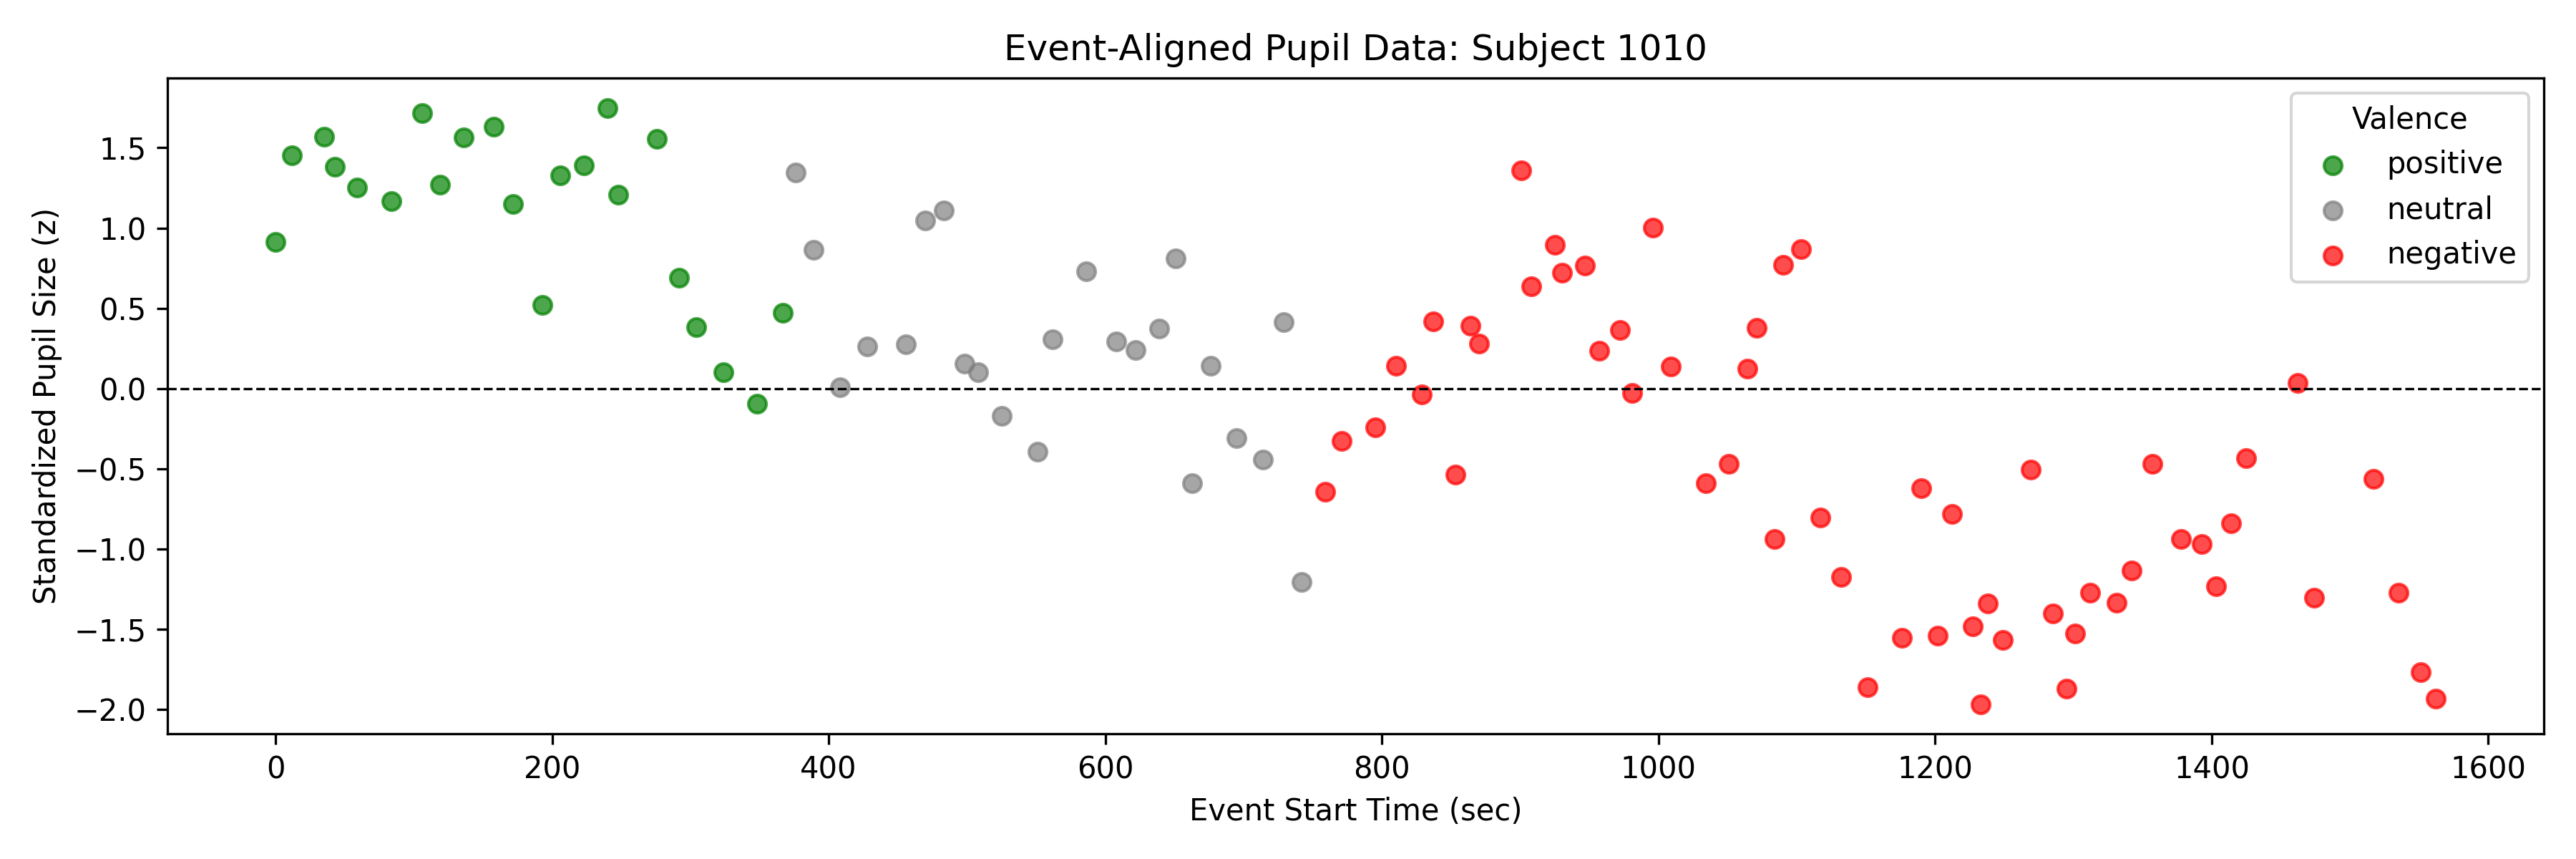 Event-Aligned Pupil Data: Subject 1010
Standardized Pupil Size (z)
1.5
1.0
0.5
0.0
−0.5
−1.0
−1.5
−2.0
Valence
positive
neutral
negative
0 200 400 600 800 1000 1200 1400 1600
Event Start Time (sec)